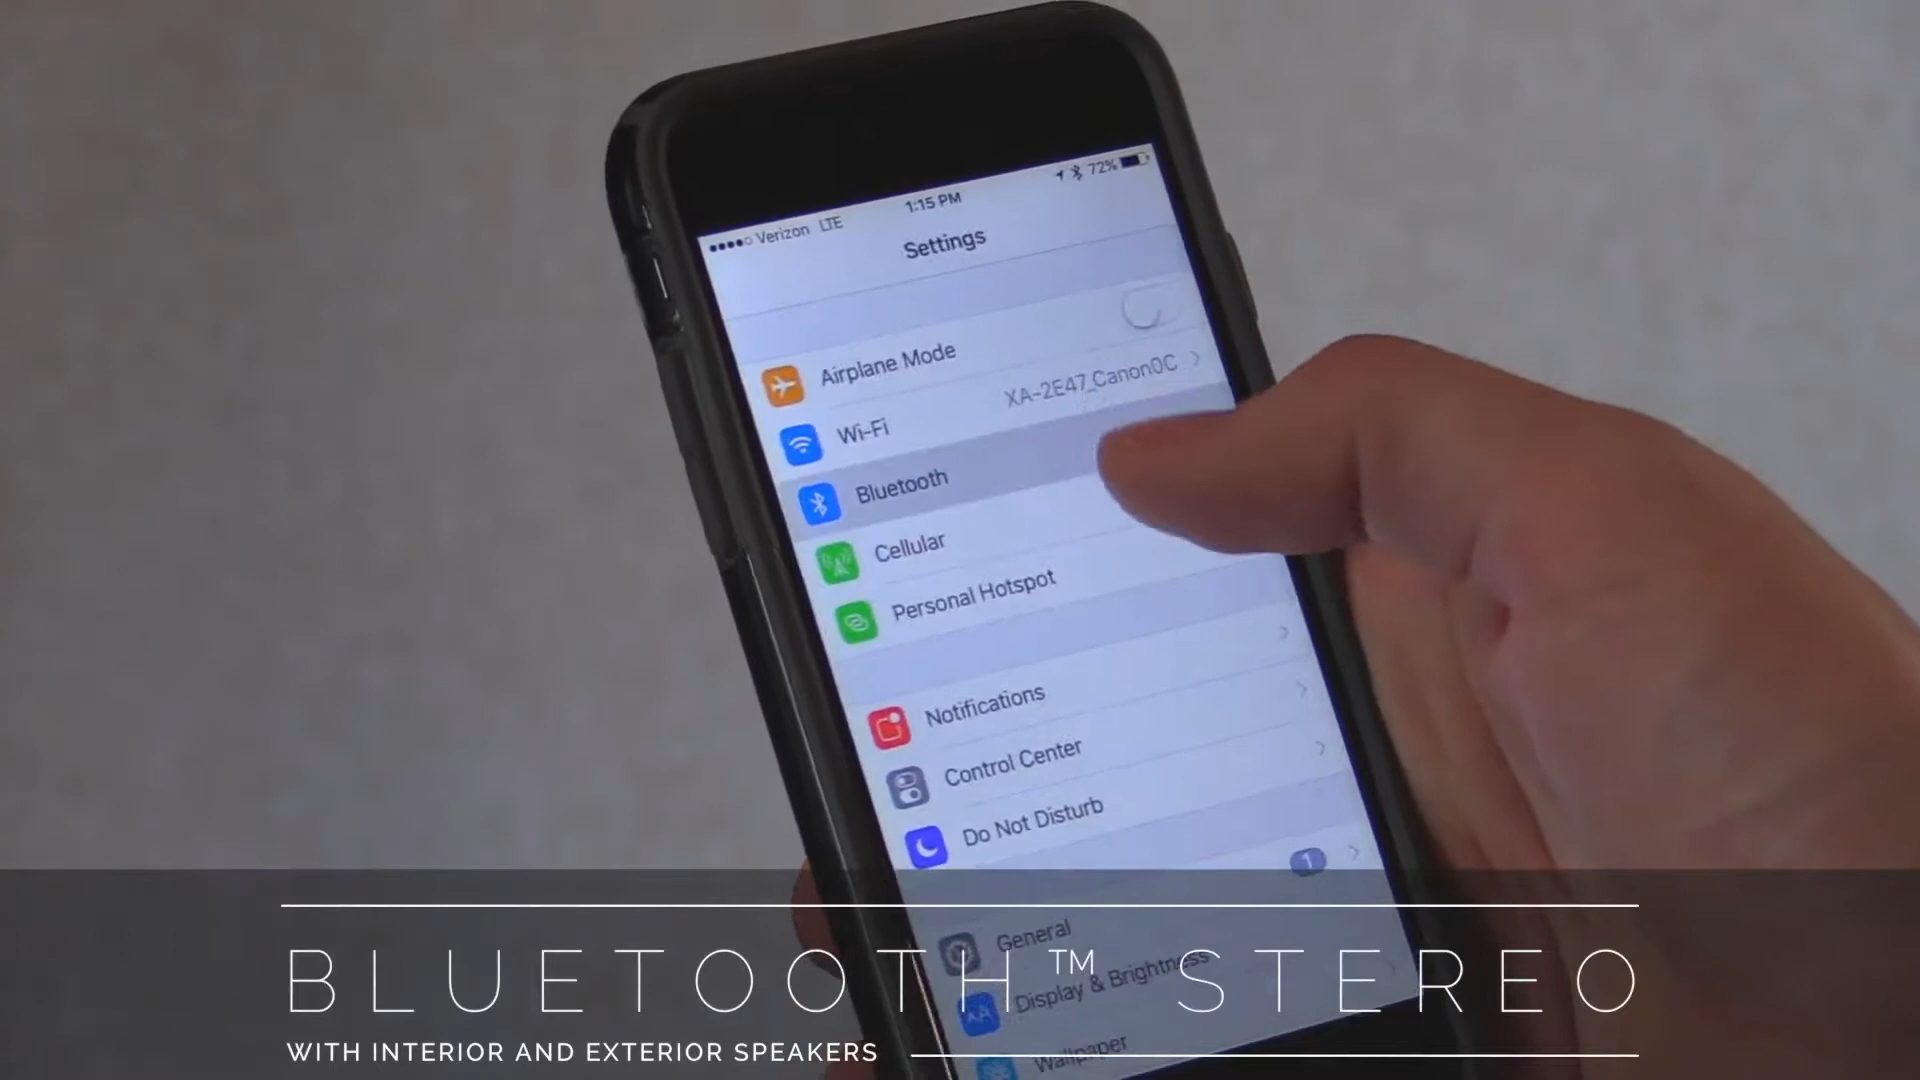 Verizon LTE
1:15 PM
72%
Settings
Airplane Mode
Wi-Fi
XA-2E47_Canon0C
Bluetooth
Cellular
Personal Hotspot
Notifications
Control Center
Do Not Disturb
General
1
Display & Brightness
Wallpaper
BLUETOOTH™ STEREO
WITH INTERIOR AND EXTERIOR SPEAKERS